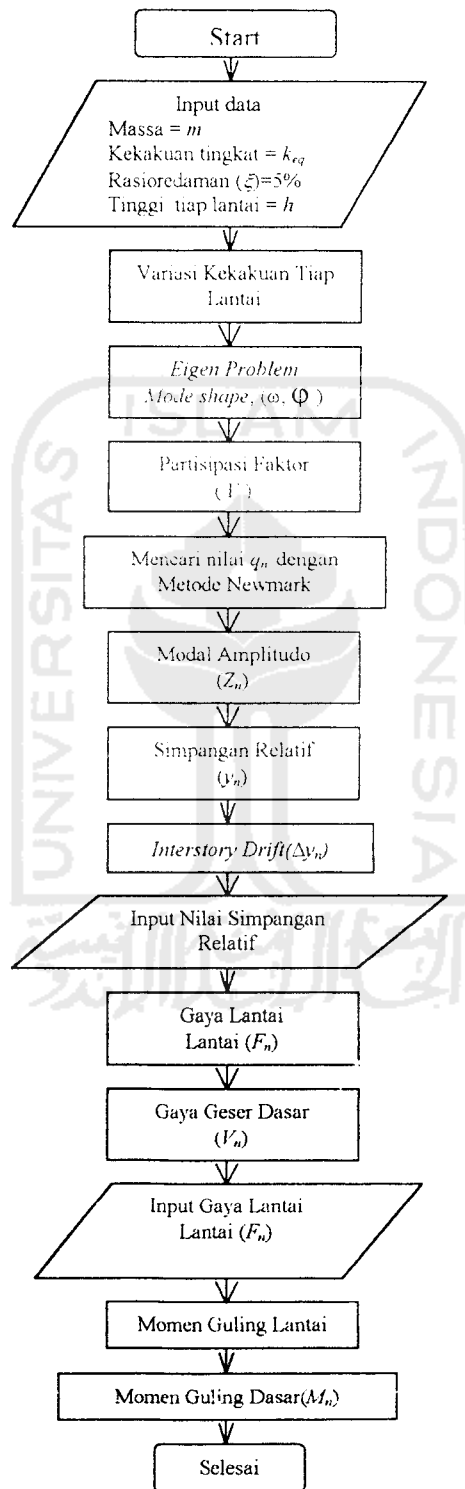 Start
Input data
Massa = m
Kekakuan tingkat = k_eq
Rasioredaman (ξ)=5%
Tinggi tiap lantai = h
Variasi Kekakuan Tiap
Lantai
Eigen Problem
Mode shape, (ω, φ )
Partisipasi Faktor
Mencari nilai q_n dengan
Metode Newmark
Modal Amplitudo
(Z_n)
Simpangan Relatif
(y_n)
Interstory Drift(Δy_n)
Input Nilai Simpangan
Relatif
Gaya Lantai
Lantai (F_n)
Gaya Geser Dasar
(V_n)
Input Gaya Lantai
Lantai (F_n)
Momen Guling Lantai
Momen Guling Dasar(M_n)
Selesai
UNIVERSITAS
ISLAM
INDONESIA